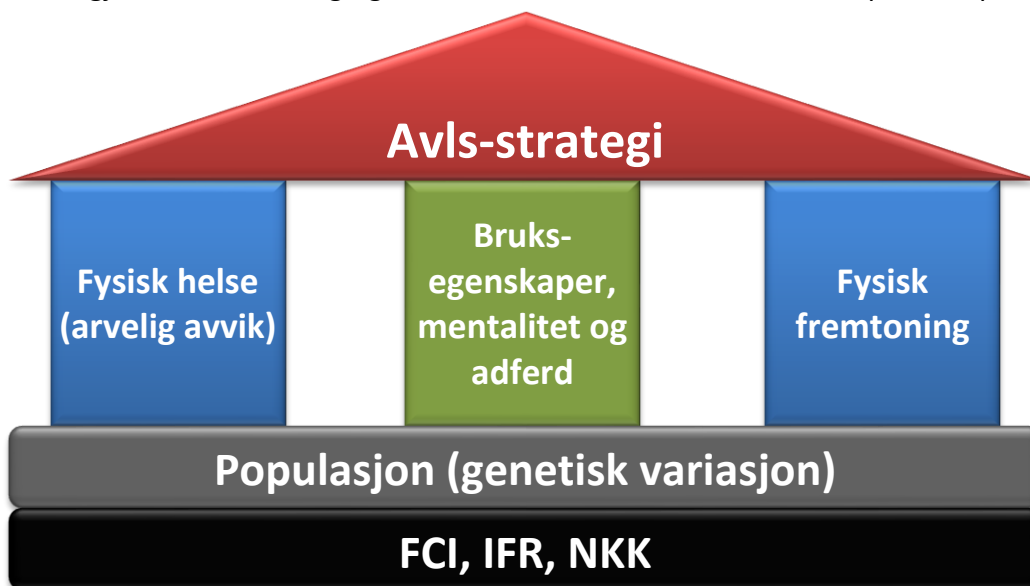 Avls-strategi
Fysisk helse
(arvelig avvik)
Bruks-
egenskaper,
mentalitet og
adferd
Fysisk
fremtoning
Populasjon (genetisk variasjon)
FCI, IFR, NKK